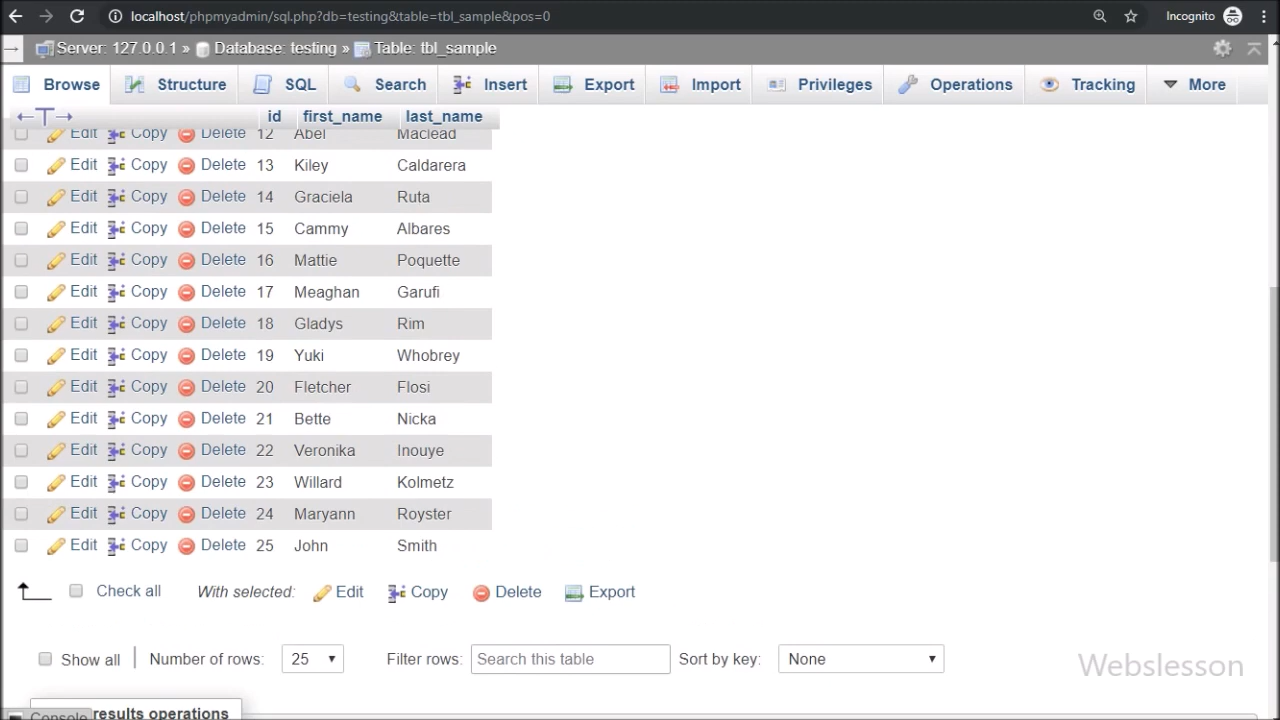 localhost/phpmyadmin/sql.php?db=testing&table=tbl_sample&pos=0 Incognito
Server: 127.0.0.1 » Database: testing » Table: tbl_sample
Browse Structure SQL Search Insert Export Import Privileges Operations Tracking More
id first_name last_name
Edit Copy Delete 12 Abel Maclead
Edit Copy Delete 13 Kiley Caldarera
Edit Copy Delete 14 Graciela Ruta
Edit Copy Delete 15 Cammy Albares
Edit Copy Delete 16 Mattie Poquette
Edit Copy Delete 17 Meaghan Garufi
Edit Copy Delete 18 Gladys Rim
Edit Copy Delete 19 Yuki Whobrey
Edit Copy Delete 20 Fletcher Flosi
Edit Copy Delete 21 Bette Nicka
Edit Copy Delete 22 Veronika Inouye
Edit Copy Delete 23 Willard Kolmetz
Edit Copy Delete 24 Maryann Royster
Edit Copy Delete 25 John Smith
Check all With selected: Edit Copy Delete Export
Show all Number of rows: 25 Filter rows: Search this table Sort by key: None
Webslesson
results operations
Console